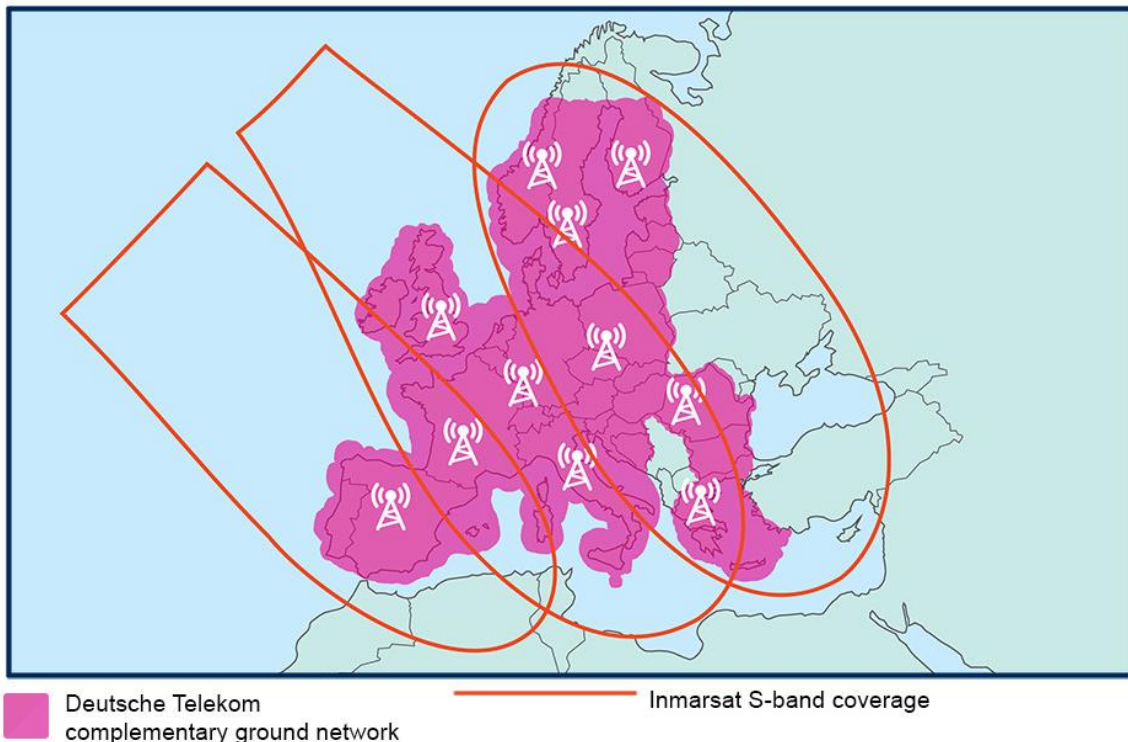 Deutsche Telekom
complementary ground network
Inmarsat S-band coverage